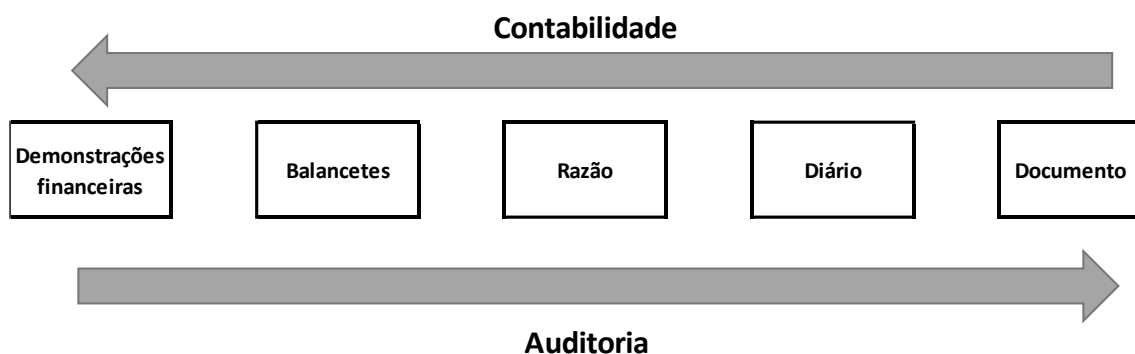 Contabilidade
Demonstrações
financeiras
Balancetes
Razão
Diário
Documento
Auditoria